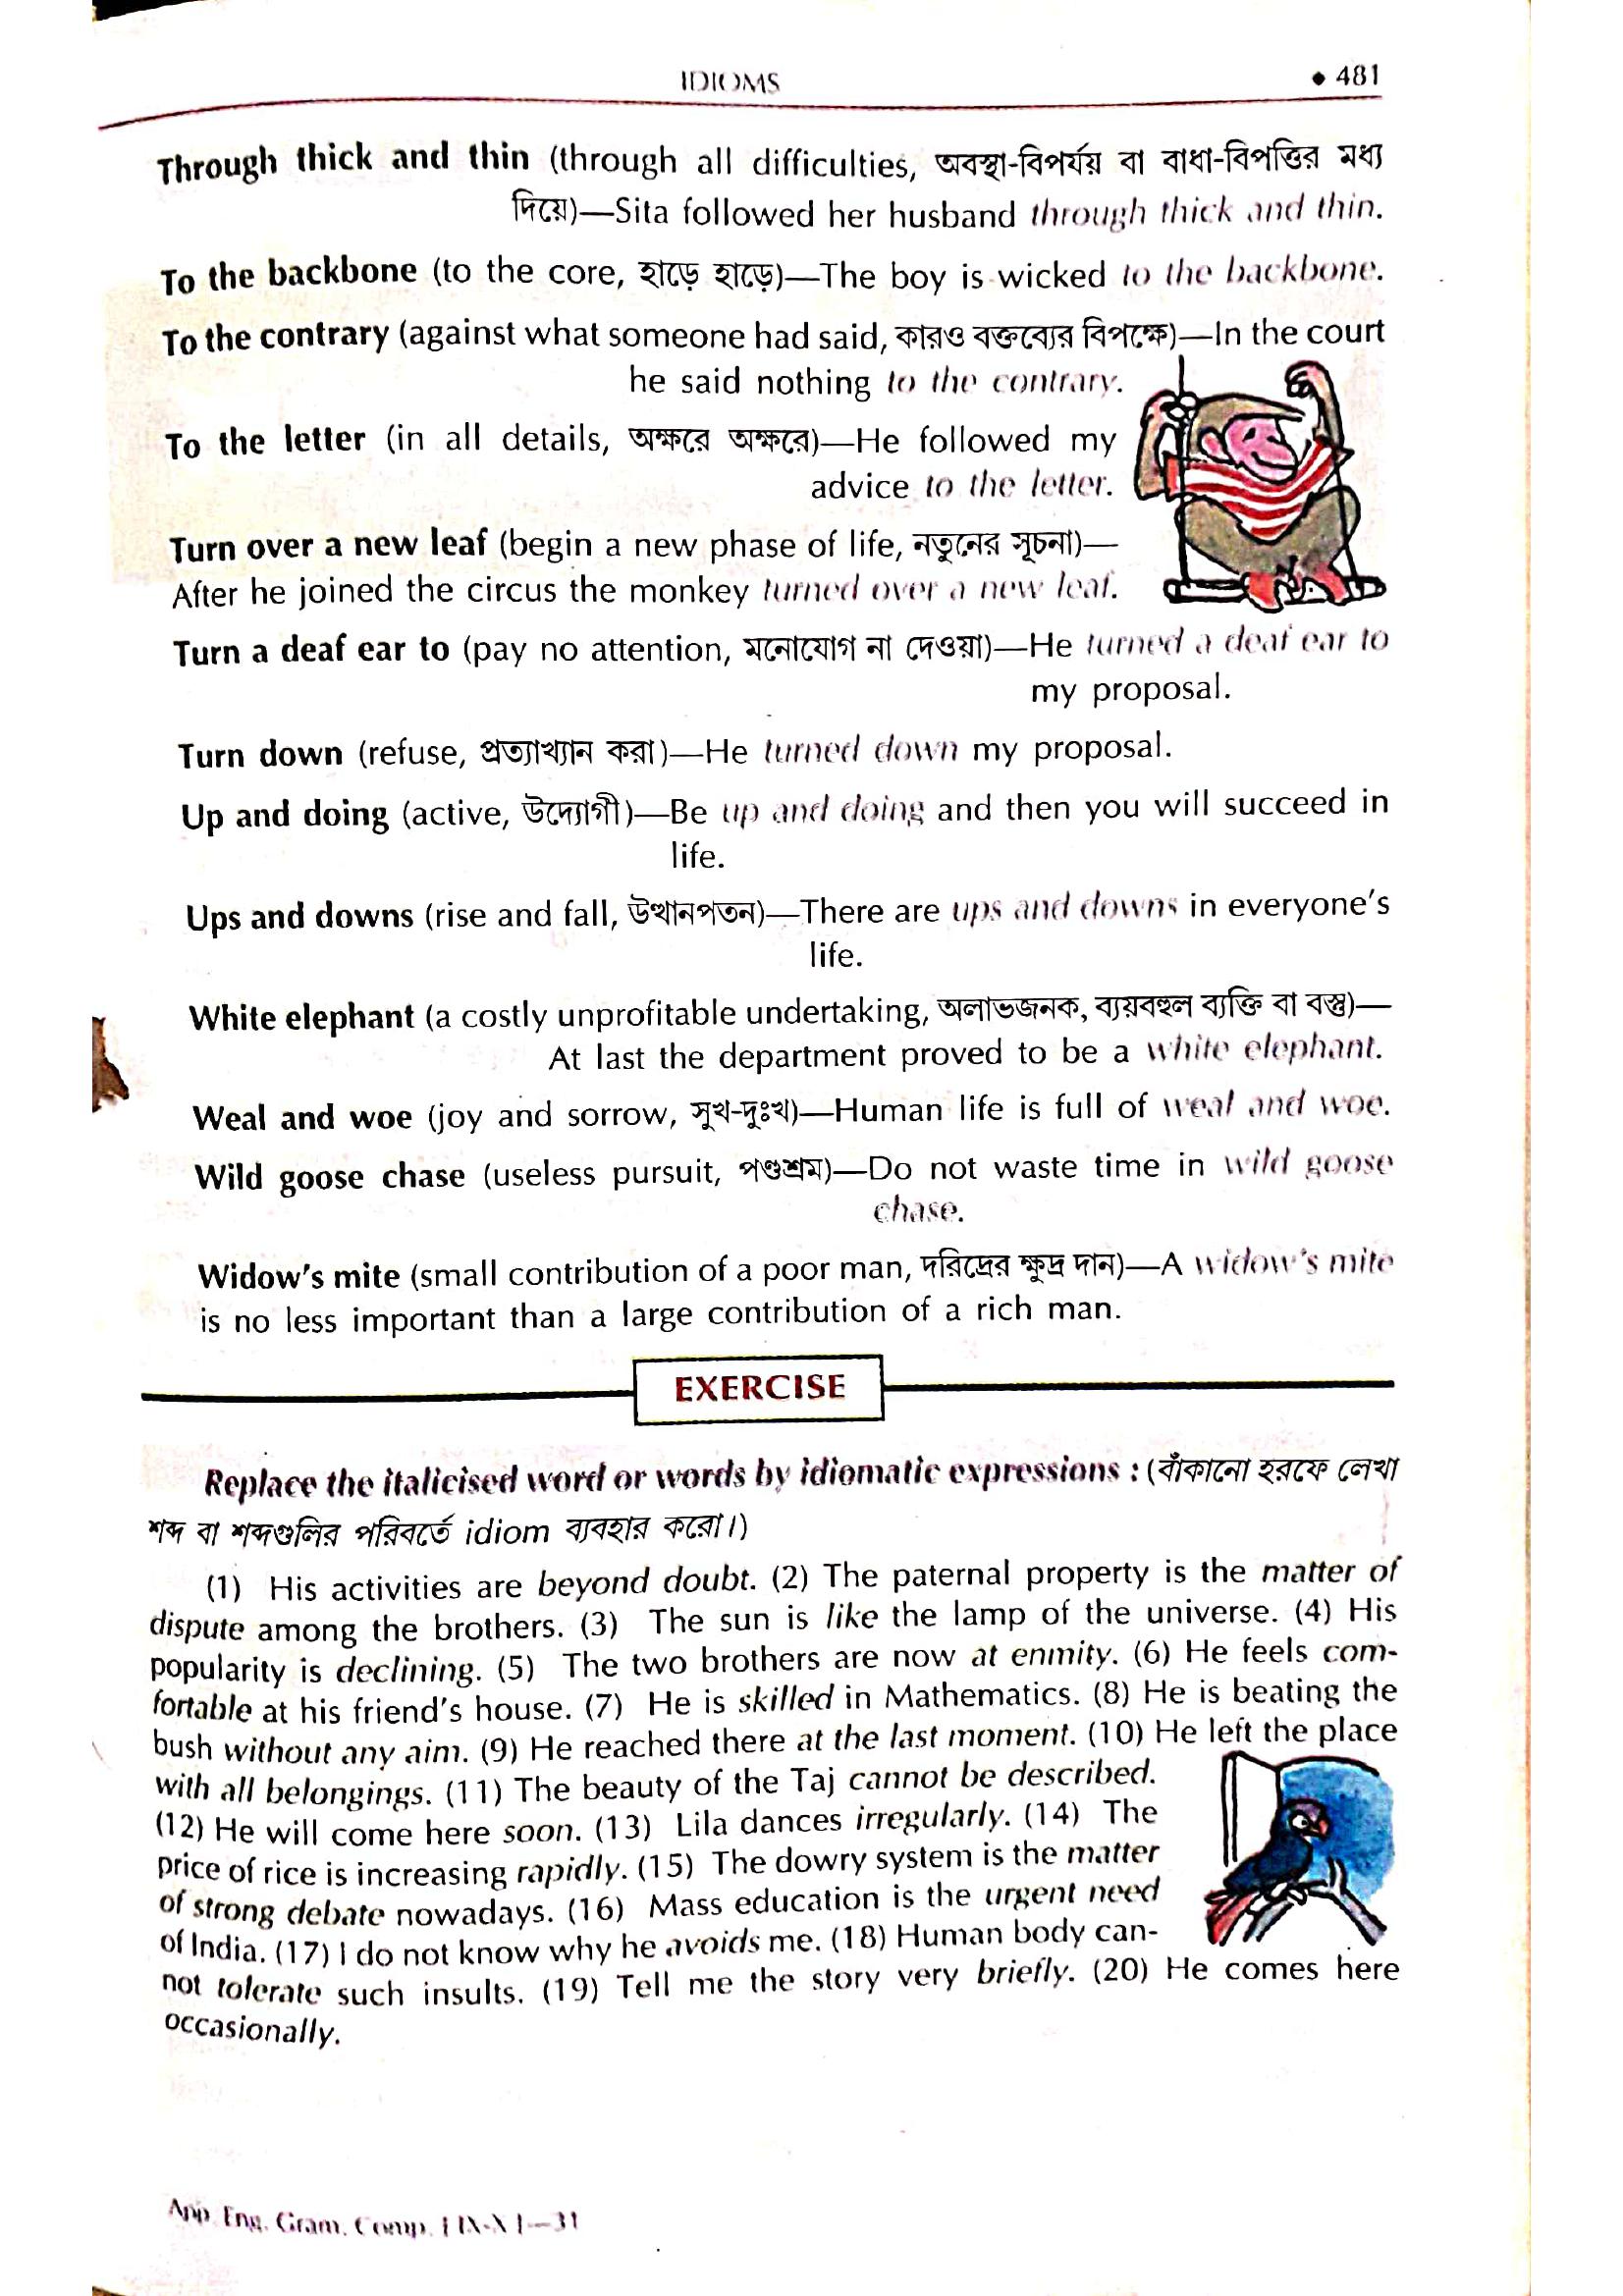 IDIOMS ♦ 481
Through thick and thin (through all difficulties, অবস্থা-বিপর্যয় বা বাধা-বিপত্তির মধ্য
দিয়ে)—Sita followed her husband through thick and thin.
To the backbone (to the core, হাড়ে হাড়ে)—The boy is wicked to the backbone.
To the contrary (against what someone had said, কারও বক্তব্যের বিপক্ষে)—In the court
he said nothing to the contrary.
To the letter (in all details, অক্ষরে অক্ষরে)—He followed my
advice to the letter.
Turn over a new leaf (begin a new phase of life, নতুনের সূচনা)—
After he joined the circus the monkey turned over a new leaf.
Turn a deaf ear to (pay no attention, মনোযোগ না দেওয়া)—He turned a deaf ear to
my proposal.
Turn down (refuse, প্রত্যাখ্যান করা)—He turned down my proposal.
Up and doing (active, উদ্যোগী)—Be up and doing and then you will succeed in
life.
Ups and downs (rise and fall, উত্থানপতন)—There are ups and downs in everyone's
life.
White elephant (a costly unprofitable undertaking, অলাভজনক, ব্যয়বহুল ব্যক্তি বা বস্তু)—
At last the department proved to be a white elephant.
Weal and woe (joy and sorrow, সুখ-দুঃখ)—Human life is full of weal and woe.
Wild goose chase (useless pursuit, পণ্ডশ্রম)—Do not waste time in wild goose
chase.
Widow's mite (small contribution of a poor man, দরিদ্রের ক্ষুদ্র দান)—A widow's mite
is no less important than a large contribution of a rich man.
EXERCISE
Replace the italicised word or words by idiomatic expressions : (বাঁকানো হরফে লেখা
শব্দ বা শব্দগুলির পরিবর্তে idiom ব্যবহার করো।)
(1) His activities are beyond doubt. (2) The paternal property is the matter of
dispute among the brothers. (3) The sun is like the lamp of the universe. (4) His
popularity is declining. (5) The two brothers are now at enmity. (6) He feels com-
fortable at his friend's house. (7) He is skilled in Mathematics. (8) He is beating the
bush without any aim. (9) He reached there at the last moment. (10) He left the place
with all belongings. (11) The beauty of the Taj cannot be described.
(12) He will come here soon. (13) Lila dances irregularly. (14) The
price of rice is increasing rapidly. (15) The dowry system is the matter
of strong debate nowadays. (16) Mass education is the urgent need
of India. (17) I do not know why he avoids me. (18) Human body can-
not tolerate such insults. (19) Tell me the story very briefly. (20) He comes here
occasionally.
App. Eng. Gram. Comp.